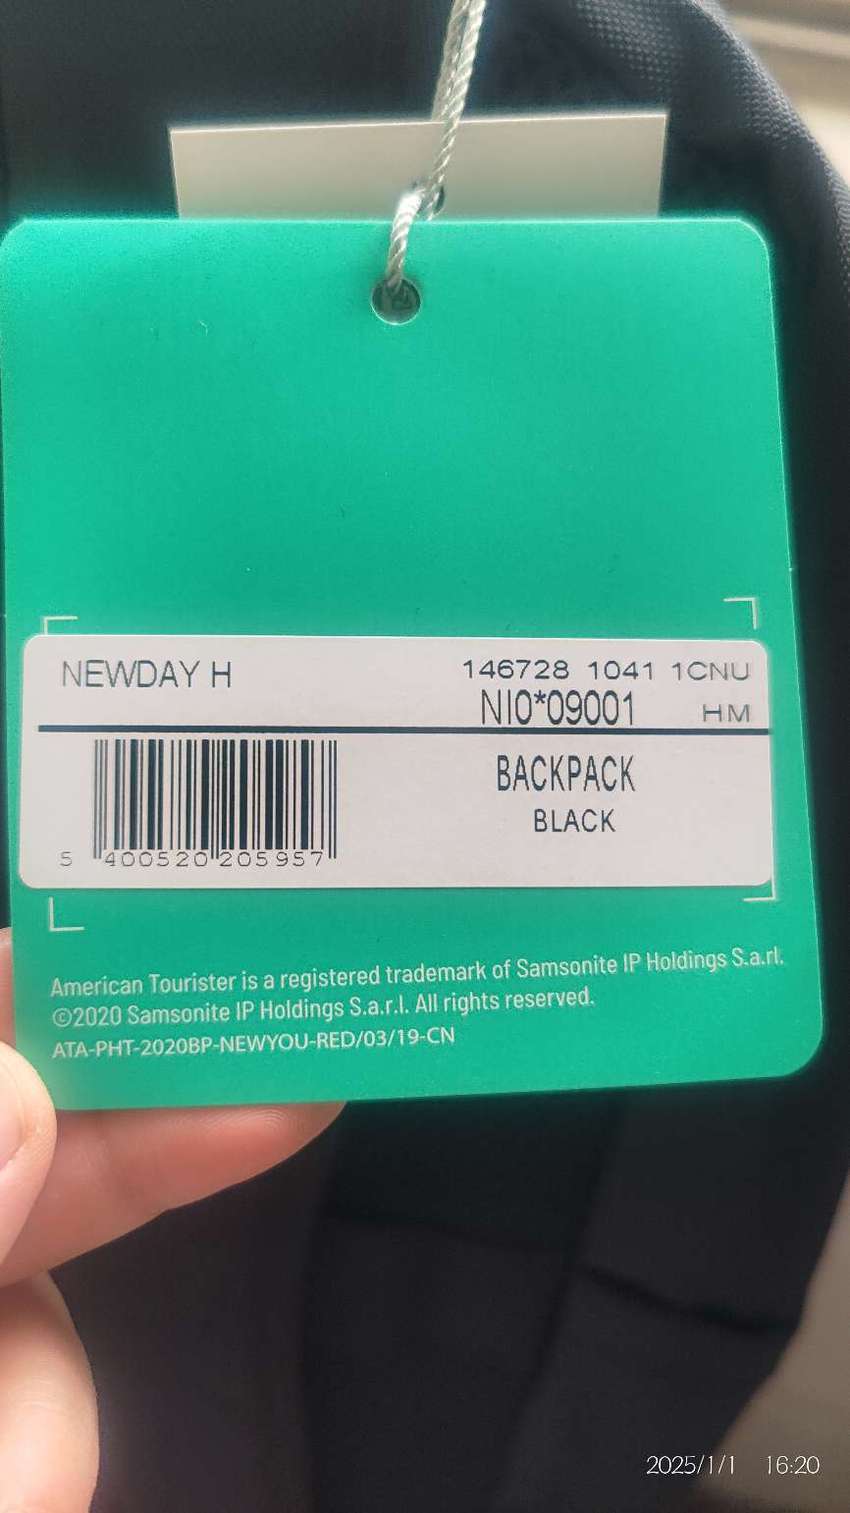 NEWDAY H
146728 1041 1CNU
NI0*09001 HM
BACKPACK
BLACK
5 400520 205957
American Tourister is a registered trademark of Samsonite IP Holdings S.a.r.l.
©2020 Samsonite IP Holdings S.a.r.l. All rights reserved.
ATA-PHT-2020BP-NEWYOU-RED/03/19-CN
2025/1/1 16:20